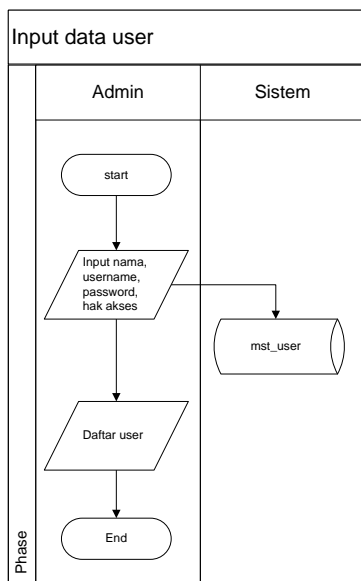 Input data user
Admin
Sistem
start
Input nama,
username,
password,
hak akses
mst_user
Daftar user
End
Phase